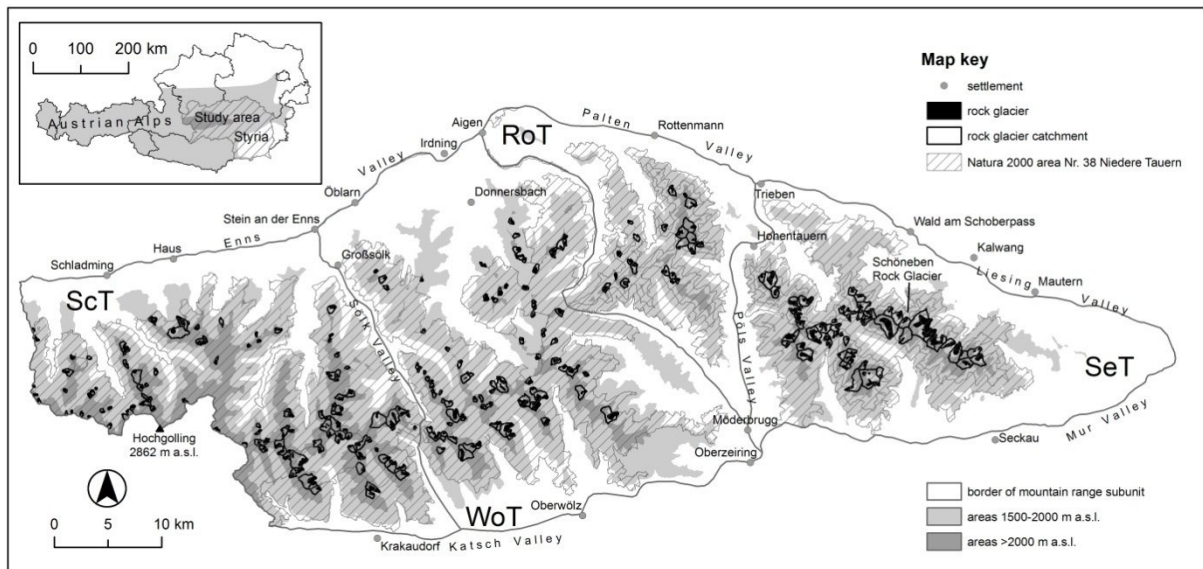 0 100 200 km
Austrian Alps
Study area
Styria
Map key
settlement
rock glacier
rock glacier catchment
Natura 2000 area Nr. 38 Niedere Tauern
Aigen
Irdning
RoT
Palten Valley
Rottenmann
Öblarn
Donnersbach
Trieben
Stein an der Enns
Enns Valley
Haus
Schladming
Großsölk
Hohentauern
Wald am Schoberpass
Kalwang
Schöneben
Rock Glacier
Liesing Valley
Mautern
ScT
Sölk Valley
Pöls Valley
SeT
Hochgolling
2862 m a.s.l.
Möderbrugg
Seckau
Mur Valley
Oberzeiring
0 5 10 km
WoT
Oberwölz
Krakaudorf
Katsch Valley
border of mountain range subunit
areas 1500-2000 m a.s.l.
areas >2000 m a.s.l.